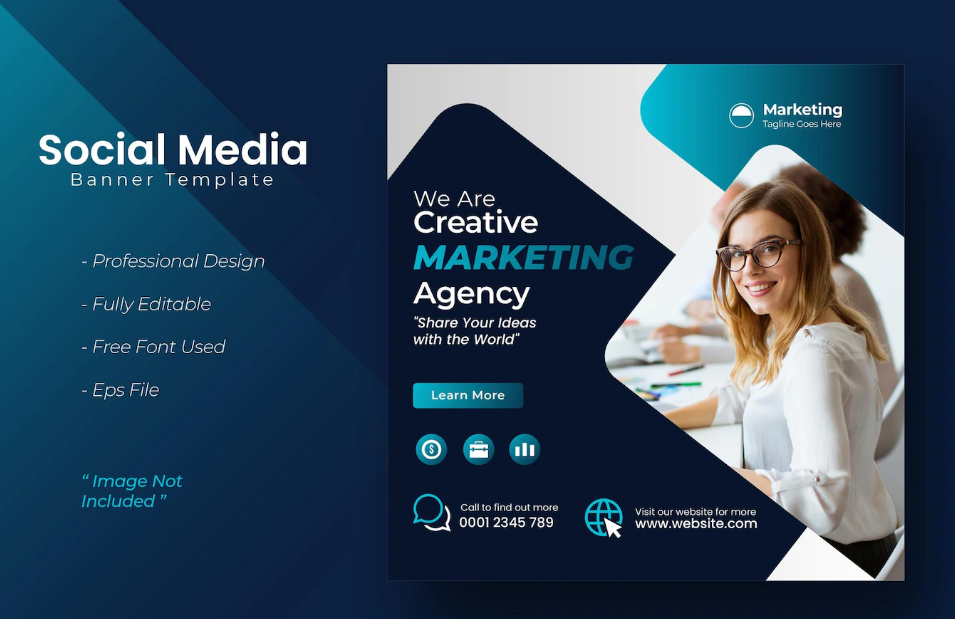 Social Media
Banner Template
- Professional Design
- Fully Editable
- Free Font Used
- Eps File
“ Image Not
Included ”
Marketing
Tagline Goes Here
We Are
Creative
MARKETING
Agency
"Share Your Ideas
with the World"
Learn More
$
Call to find out more
0001 2345 789
Visit our website for more
www.website.com